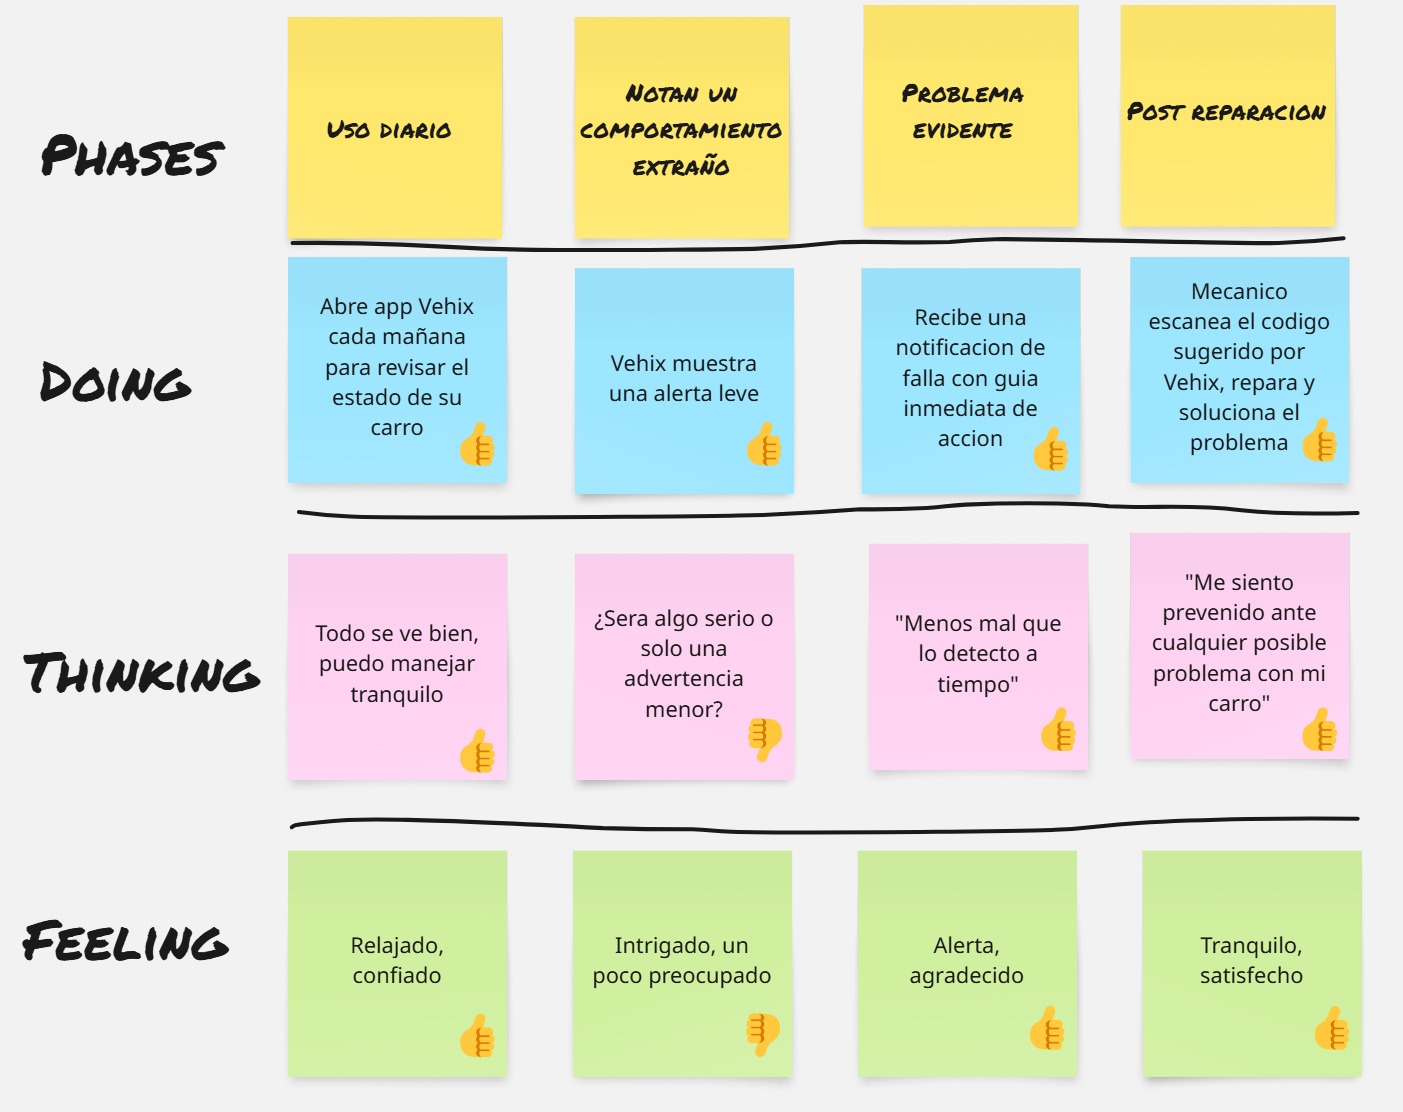 Phases
Uso diario
Notan un
comportamiento
extraño
Problema
evidente
Post reparacion
Doing
Abre app Vehix
cada mañana
para revisar el
estado de su
carro
Vehix muestra
una alerta leve
Recibe una
notificacion de
falla con guia
inmediata de
accion
Mecanico
escanea el codigo
sugerido por
Vehix, repara y
soluciona el
problema
Thinking
Todo se ve bien,
puedo manejar
tranquilo
¿Sera algo serio o
solo una
advertencia
menor?
"Menos mal que
lo detecto a
tiempo"
"Me siento
prevenido ante
cualquier posible
problema con mi
carro"
Feeling
Relajado,
confiado
Intrigado, un
poco preocupado
Alerta,
agradecido
Tranquilo,
satisfecho